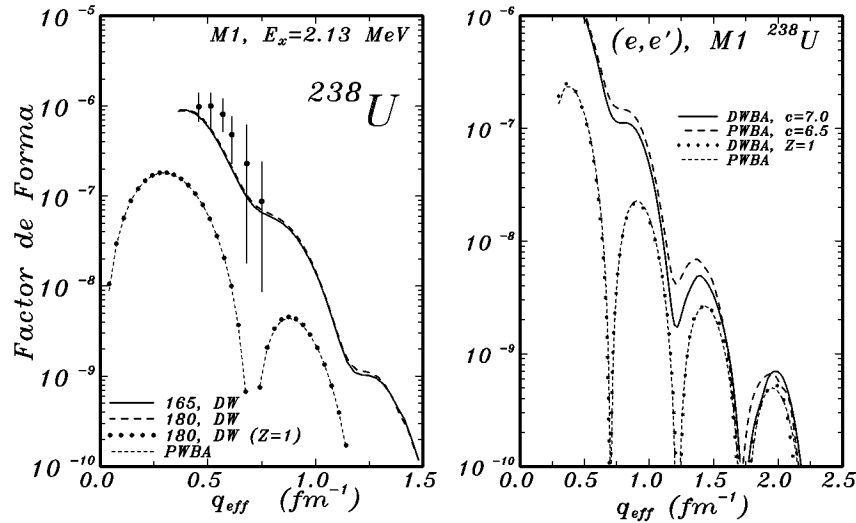 10⁻⁵
10⁻⁶
10⁻⁷
10⁻⁸
10⁻⁹
10⁻¹⁰
Factor de Forma
M1, Eₓ=2.13 MeV
²³⁸U
165, DW
180, DW
180, DW (Z=1)
PWBA
0.0 0.5 1.0 1.5
q_eff (fm⁻¹)
10⁻⁶
10⁻⁷
10⁻⁸
10⁻⁹
10⁻¹⁰
(e,e'), M1 ²³⁸U
DWBA, c=7.0
PWBA, c=6.5
DWBA, Z=1
PWBA
0.0 0.5 1.0 1.5 2.0 2.5
q_eff (fm⁻¹)